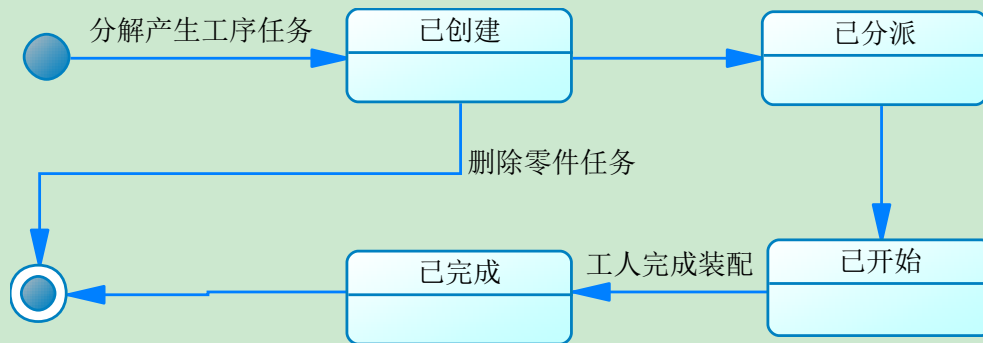 分解产生工序任务
已创建
已分派
删除零件任务
已完成
工人完成装配
已开始